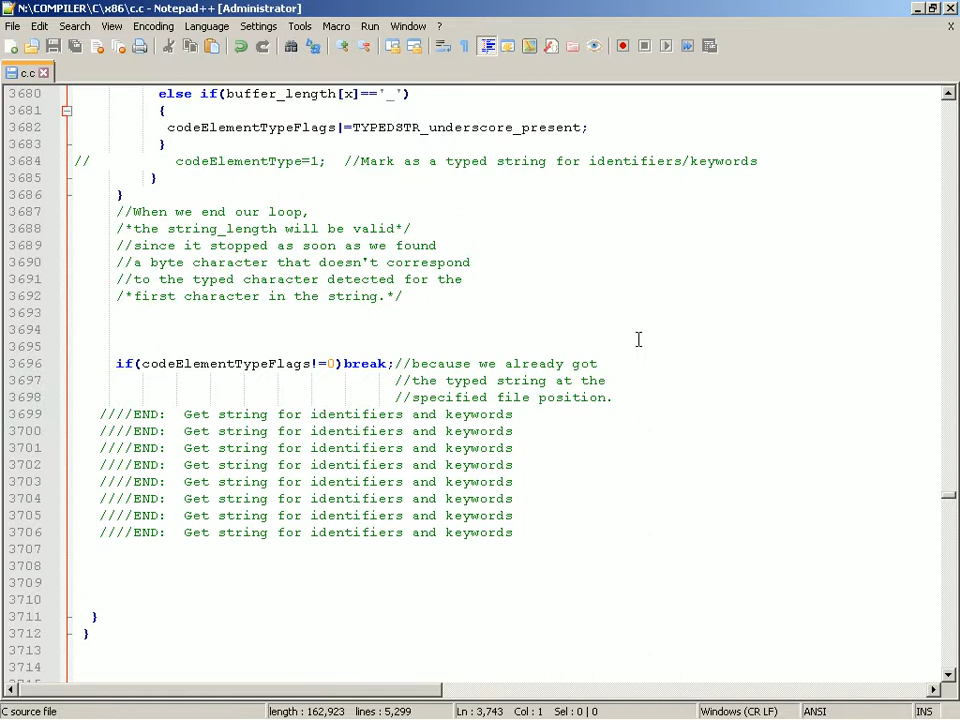 N:\COMPILER\C\x86\c.c - Notepad++ [Administrator]
File Edit Search View Encoding Language Settings Tools Macro Run Window ? X
c.c
3680 else if(buffer_length[x]=='_')
3681 {
3682 codeElementTypeFlags|=TYPEDSTR_underscore_present;
3683 }
3684 // codeElementType=1; //Mark as a typed string for identifiers/keywords
3685 }
3686 }
3687 //When we end our loop,
3688 /*the string_length will be valid*/
3689 //since it stopped as soon as we found
3690 //a byte character that doesn't correspond
3691 //to the typed character detected for the
3692 /*first character in the string.*/
3693
3694
3695
3696 if(codeElementTypeFlags!=0)break;//because we already got
3697 //the typed string at the
3698 //specified file position.
3699 ////END: Get string for identifiers and keywords
3700 ////END: Get string for identifiers and keywords
3701 ////END: Get string for identifiers and keywords
3702 ////END: Get string for identifiers and keywords
3703 ////END: Get string for identifiers and keywords
3704 ////END: Get string for identifiers and keywords
3705 ////END: Get string for identifiers and keywords
3706 ////END: Get string for identifiers and keywords
3707
3708
3709
3710
3711 }
3712 }
3713
3714
C source file length : 162,923 lines : 5,299 Ln : 3,743 Col : 1 Sel : 0 | 0 Windows (CR LF) ANSI INS